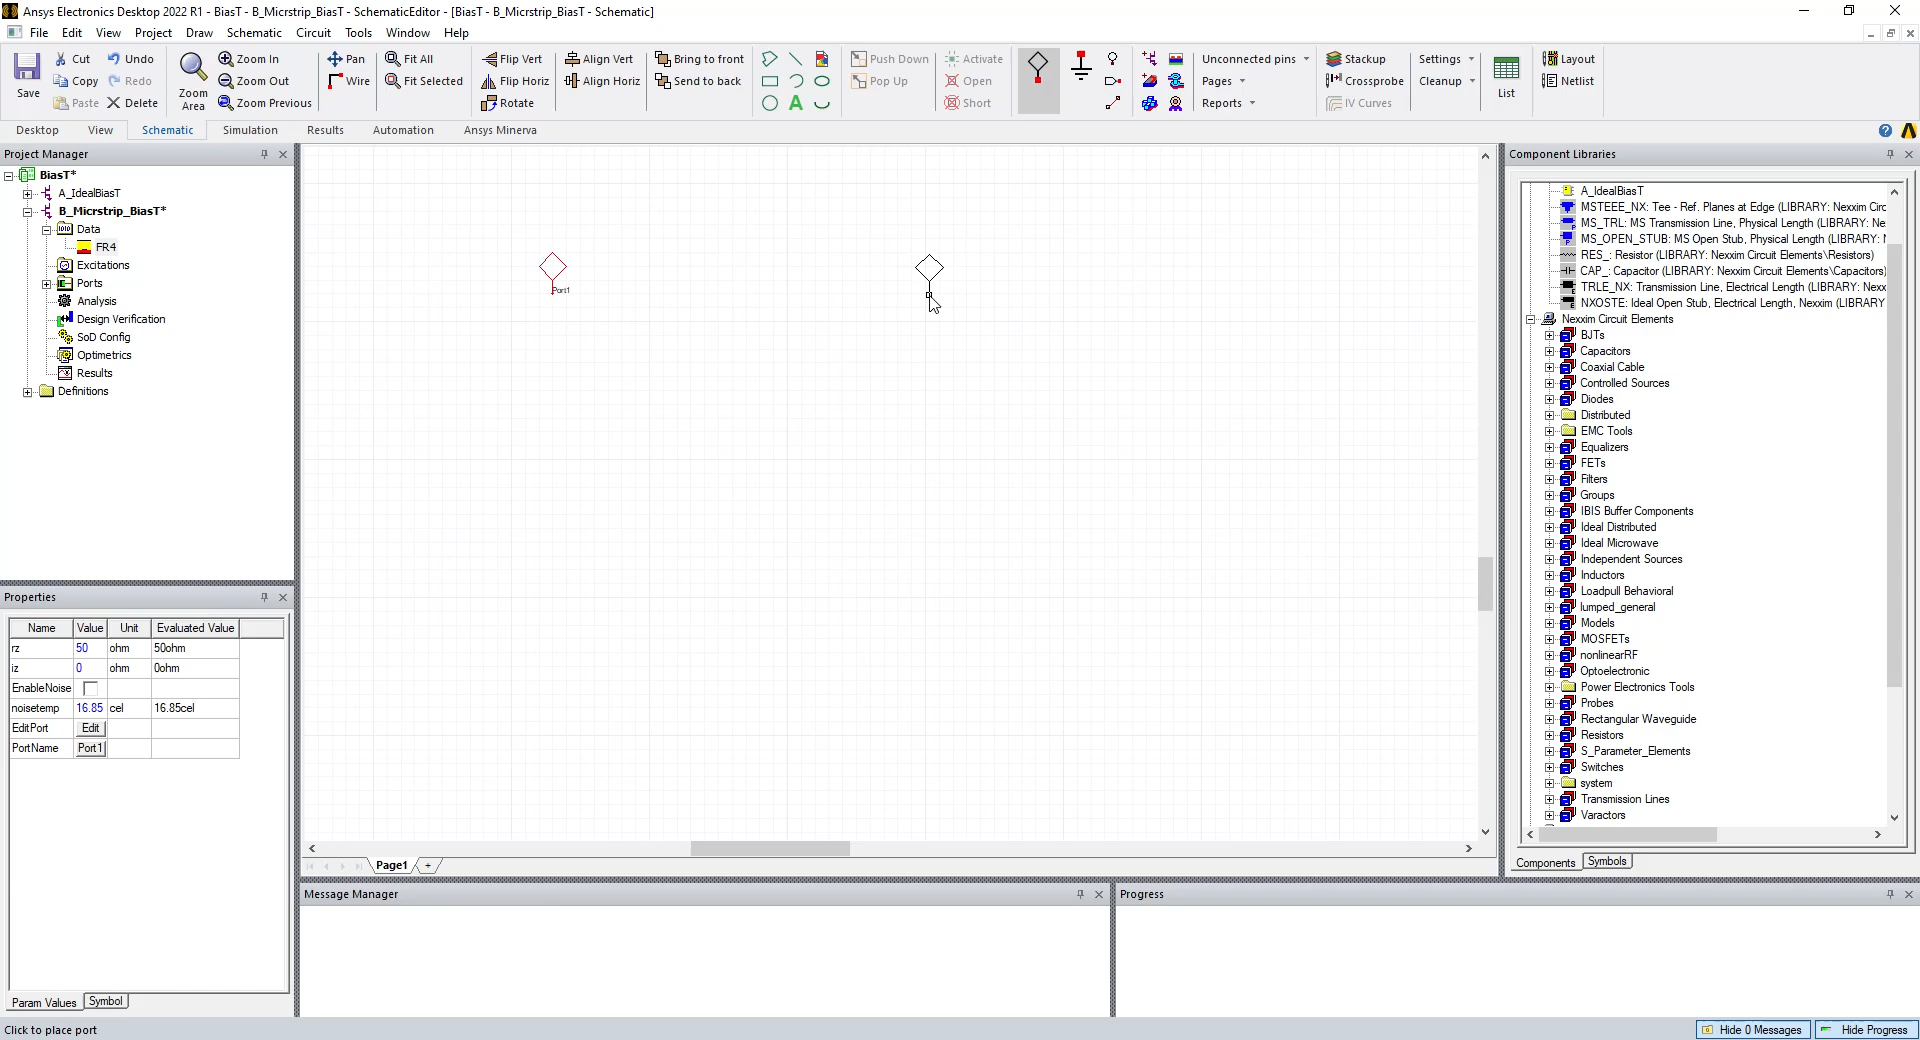 Ansys Electronics Desktop 2022 R1 - BiasT - B_Micrstrip_BiasT - SchematicEditor - [BiasT - B_Micrstrip_BiasT - Schematic]
File Edit View Project Draw Schematic Circuit Tools Window Help
Save
Cut Undo
Copy Redo
Paste Delete
Zoom Area
Zoom In
Zoom Out
Zoom Previous
Pan
Wire
Fit All
Fit Selected
Flip Vert
Flip Horiz
Rotate
Align Vert
Align Horiz
Bring to front
Send to back
Push Down
Pop Up
Activate
Open
Short
Unconnected pins
Pages
Reports
Stackup
Crossprobe
IV Curves
Settings
Cleanup
List
Layout
Netlist
Desktop View Schematic Simulation Results Automation Ansys Minerva
Project Manager
BiasT*
A_IdealBiasT
B_Micrstrip_BiasT*
Data
FR4
Excitations
Ports
Analysis
Design Verification
SoD Config
Optimetrics
Results
Definitions
Properties
Name Value Unit Evaluated Value
rz 50 ohm 50ohm
iz 0 ohm 0ohm
EnableNoise
noisetemp 16.85 cel 16.85cel
EditPort Edit
PortName Port1
Param Values Symbol
Port1
Page1 +
Message Manager
Progress
Component Libraries
A_IdealBiasT
MSTEEE_NX: Tee - Ref. Planes at Edge (LIBRARY: Nexxim Circ
MS_TRL: MS Transmission Line, Physical Length (LIBRARY: Ne
MS_OPEN_STUB: MS Open Stub, Physical Length (LIBRARY: N
RES_: Resistor (LIBRARY: Nexxim Circuit Elements\Resistors)
CAP_: Capacitor (LIBRARY: Nexxim Circuit Elements\Capacitors)
TRLE_NX: Transmission Line, Electrical Length (LIBRARY: Nexx
NXOSTE: Ideal Open Stub, Electrical Length, Nexxim (LIBRARY
Nexxim Circuit Elements
BJTs
Capacitors
Coaxial Cable
Controlled Sources
Diodes
Distributed
EMC Tools
Equalizers
FETs
Filters
Groups
IBIS Buffer Components
Ideal Distributed
Ideal Microwave
Independent Sources
Inductors
Loadpull Behavioral
lumped_general
Models
MOSFETs
nonlinearRF
Optoelectronic
Power Electronics Tools
Probes
Rectangular Waveguide
Resistors
S_Parameter_Elements
Switches
system
Transmission Lines
Varactors
Components Symbols
Click to place port
Hide 0 Messages Hide Progress